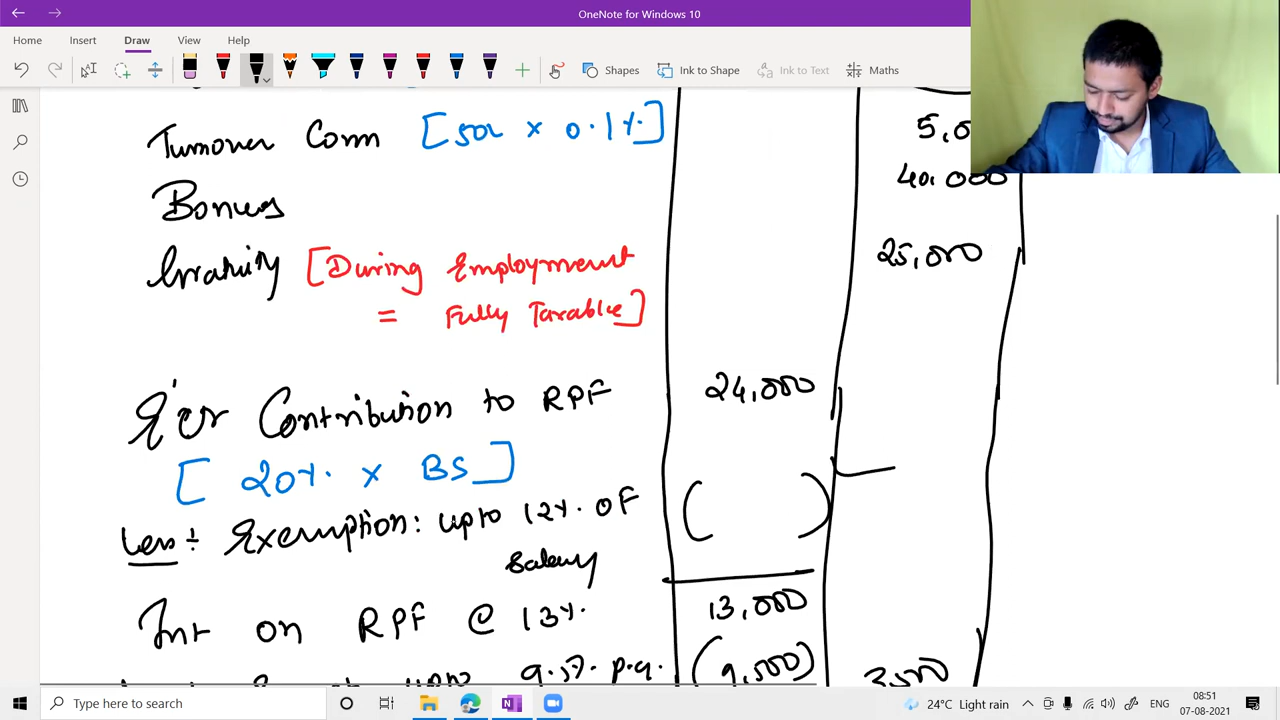 OneNote for Windows 10
Home Insert Draw View Help
Shapes Ink to Shape Ink to Text Maths
Turnover Comm [50L × 0.1%] 5,0
40,000
Bonus
Gratuity [During Employment 25,000
= Fully Taxable]
E'er Contribution to RPF 24,000
[20% × BS]
Less: Exemption: upto 12% OF ( )
Salary
Int on RPF @ 13% 13,000
upto 9.5% p.a. (9,500) 3500
Type here to search
24°C Light rain ENG 08:51
07-08-2021